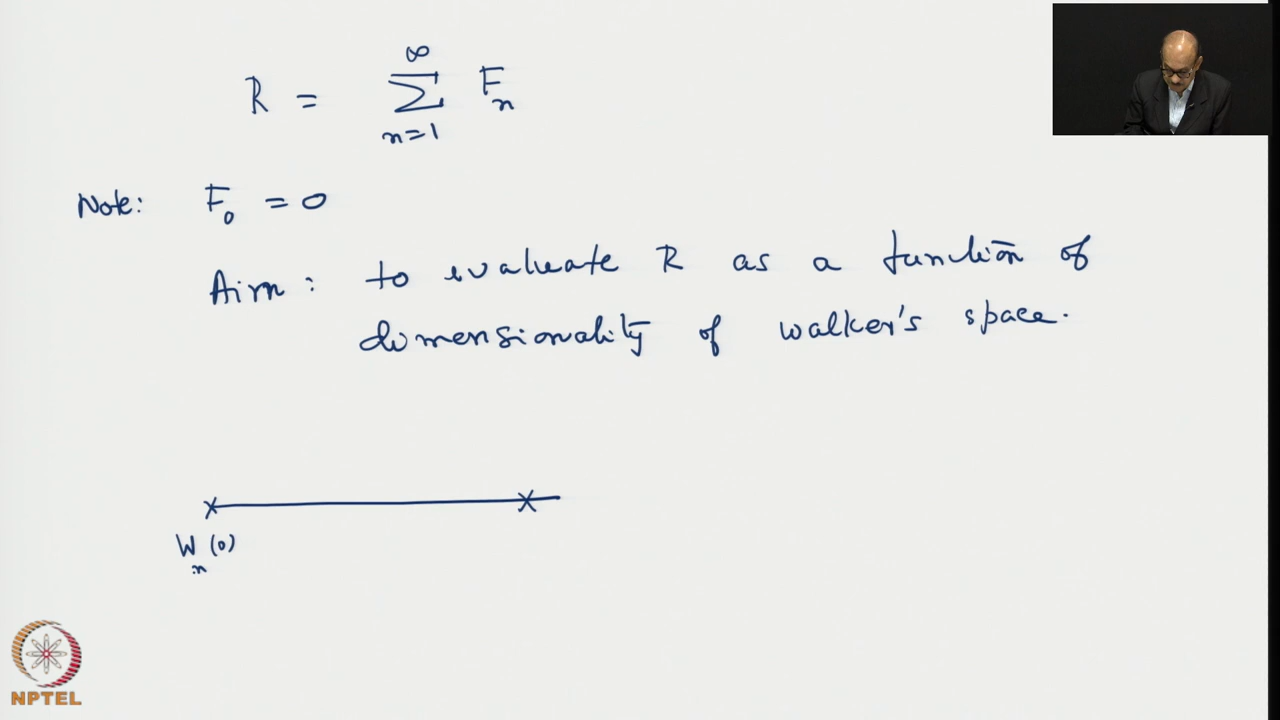 R = ∞ Σ n=1 F_n
Note: F_0 = 0
Aim: to evaluate R as a function of
dimensionality of walker's space.
W_n(0)
NPTEL